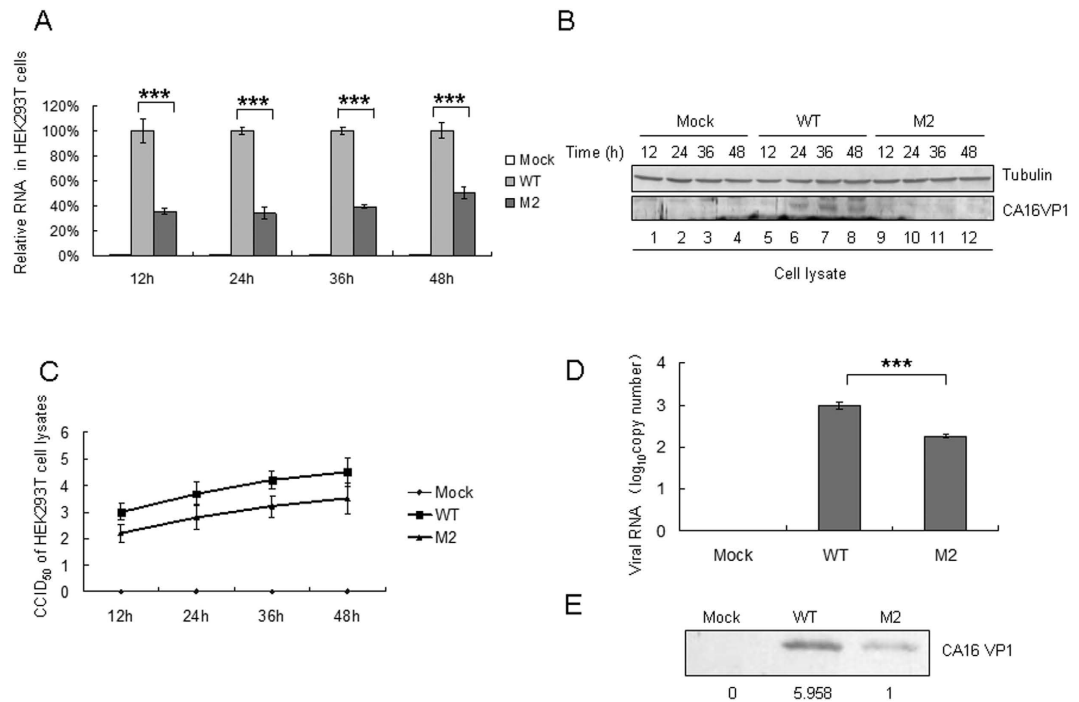 A
Relative RNA in HEK293T cells
120%
100%
80%
60%
40%
20%
0%
*** *** *** ***
12h 24h 36h 48h
Mock
WT
M2
B
Mock WT M2
Time (h) 12 24 36 48 12 24 36 48 12 24 36 48
Tubulin
CA16VP1
1 2 3 4 5 6 7 8 9 10 11 12
Cell lysate
C
CCID50 of HEK293T cell lysates
6
5
4
3
2
1
0
12h 24h 36h 48h
Mock
WT
M2
D
Viral RNA (log10copy number)
4
3
2
1
0
***
Mock WT M2
E
Mock WT M2
CA16 VP1
0 5.958 1